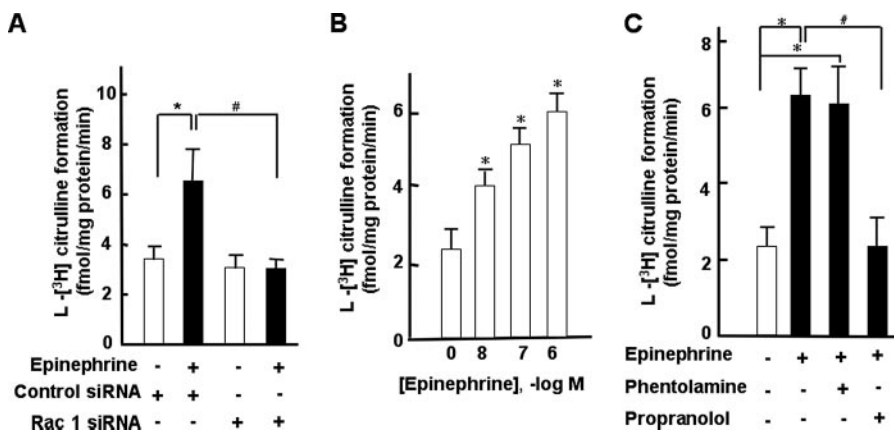 A
L -[³H] citrulline formation
(fmol/mg protein/min)
10
8
6
4
2
0
* #
Epinephrine - + - +
Control siRNA + + - -
Rac 1 siRNA - - + +
B
L -[³H] citrulline formation
(fmol/mg protein/min)
6
4
2
0
* * *
0 8 7 6
[Epinephrine], -log M
C
L -[³H] citrulline formation
(fmol/mg protein/min)
8
6
4
2
0
* #
*
Epinephrine - + + +
Phentolamine - - + -
Propranolol - - - +